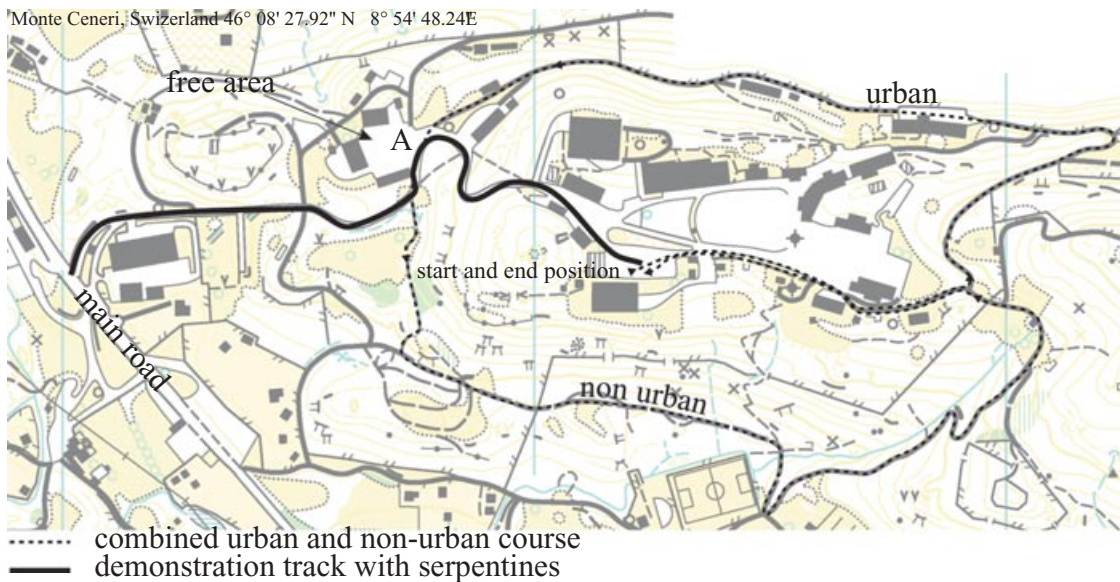 Monte Ceneri, Swizerland 46° 08' 27.92" N 8° 54' 48.24"E
free area
urban
A
start and end position
main road
non urban
combined urban and non-urban course
demonstration track with serpentines